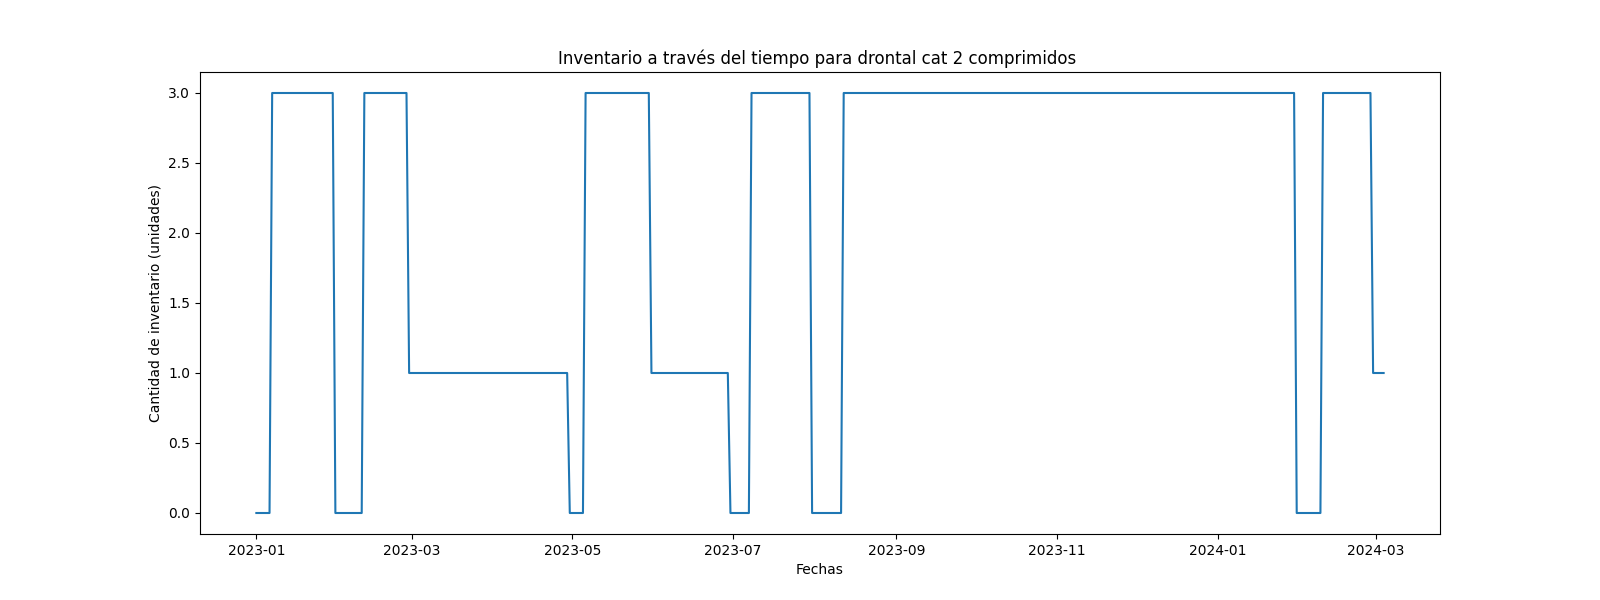 Inventario a través del tiempo para drontal cat 2 comprimidos
3.0
2.5
2.0
1.5
1.0
0.5
0.0
Cantidad de inventario (unidades)
2023-01 2023-03 2023-05 2023-07 2023-09 2023-11 2024-01 2024-03
Fechas